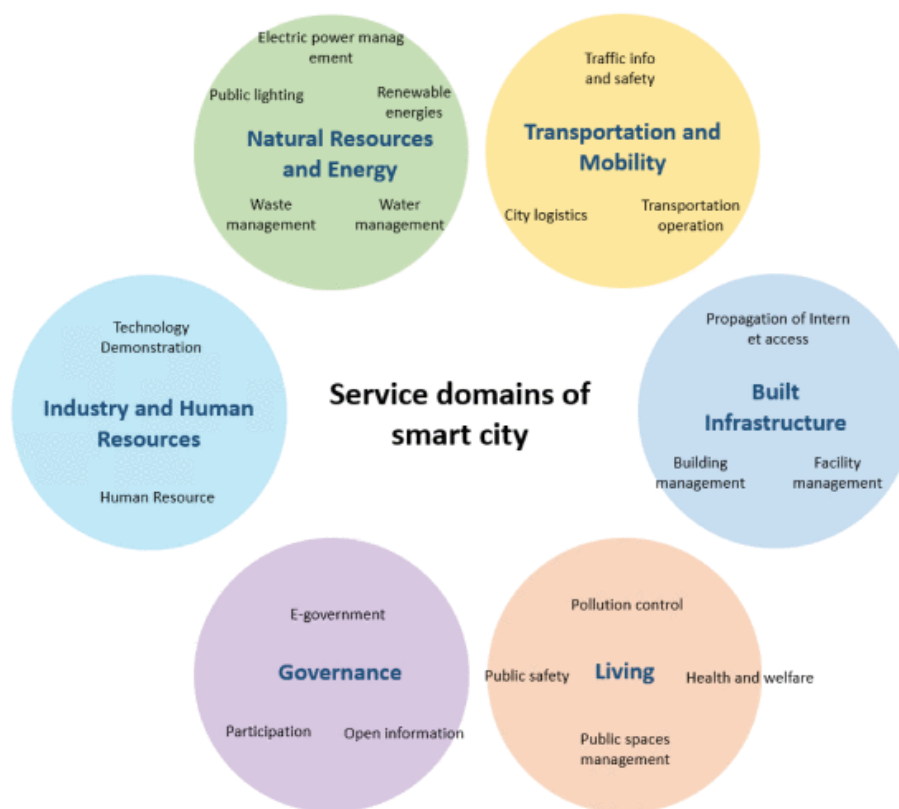 Electric power manag
ement
Public lighting
Renewable
energies
Natural Resources
and Energy
Waste
management
Water
management
Traffic info
and safety
Transportation and
Mobility
City logistics
Transportation
operation
Technology
Demonstration
Industry and Human
Resources
Human Resource
Service domains of
smart city
Propagation of Intern
et access
Built
Infrastructure
Building
management
Facility
management
E-government
Governance
Participation
Open information
Pollution control
Public safety
Living
Health and welfare
Public spaces
management